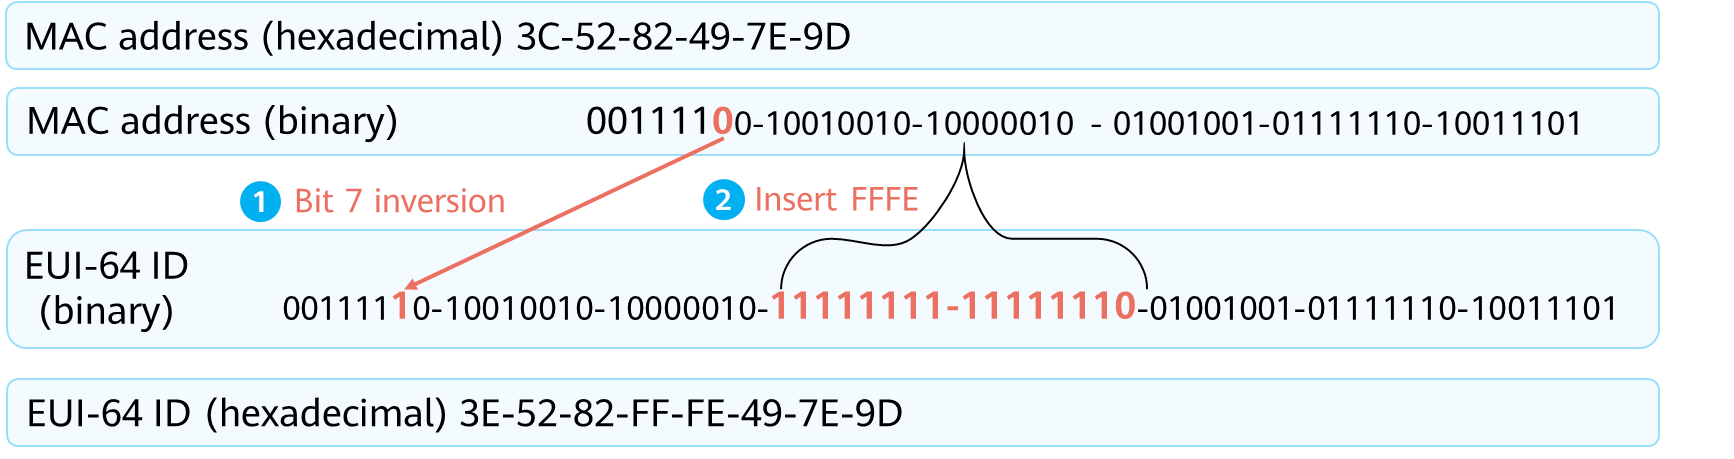 MAC address (hexadecimal) 3C-52-82-49-7E-9D
MAC address (binary) 00111100-10010010-10000010 - 01001001-01111110-10011101
1 Bit 7 inversion 2 Insert FFFE
EUI-64 ID
(binary) 00111110-10010010-10000010-11111111-11111110-01001001-01111110-10011101
EUI-64 ID (hexadecimal) 3E-52-82-FF-FE-49-7E-9D